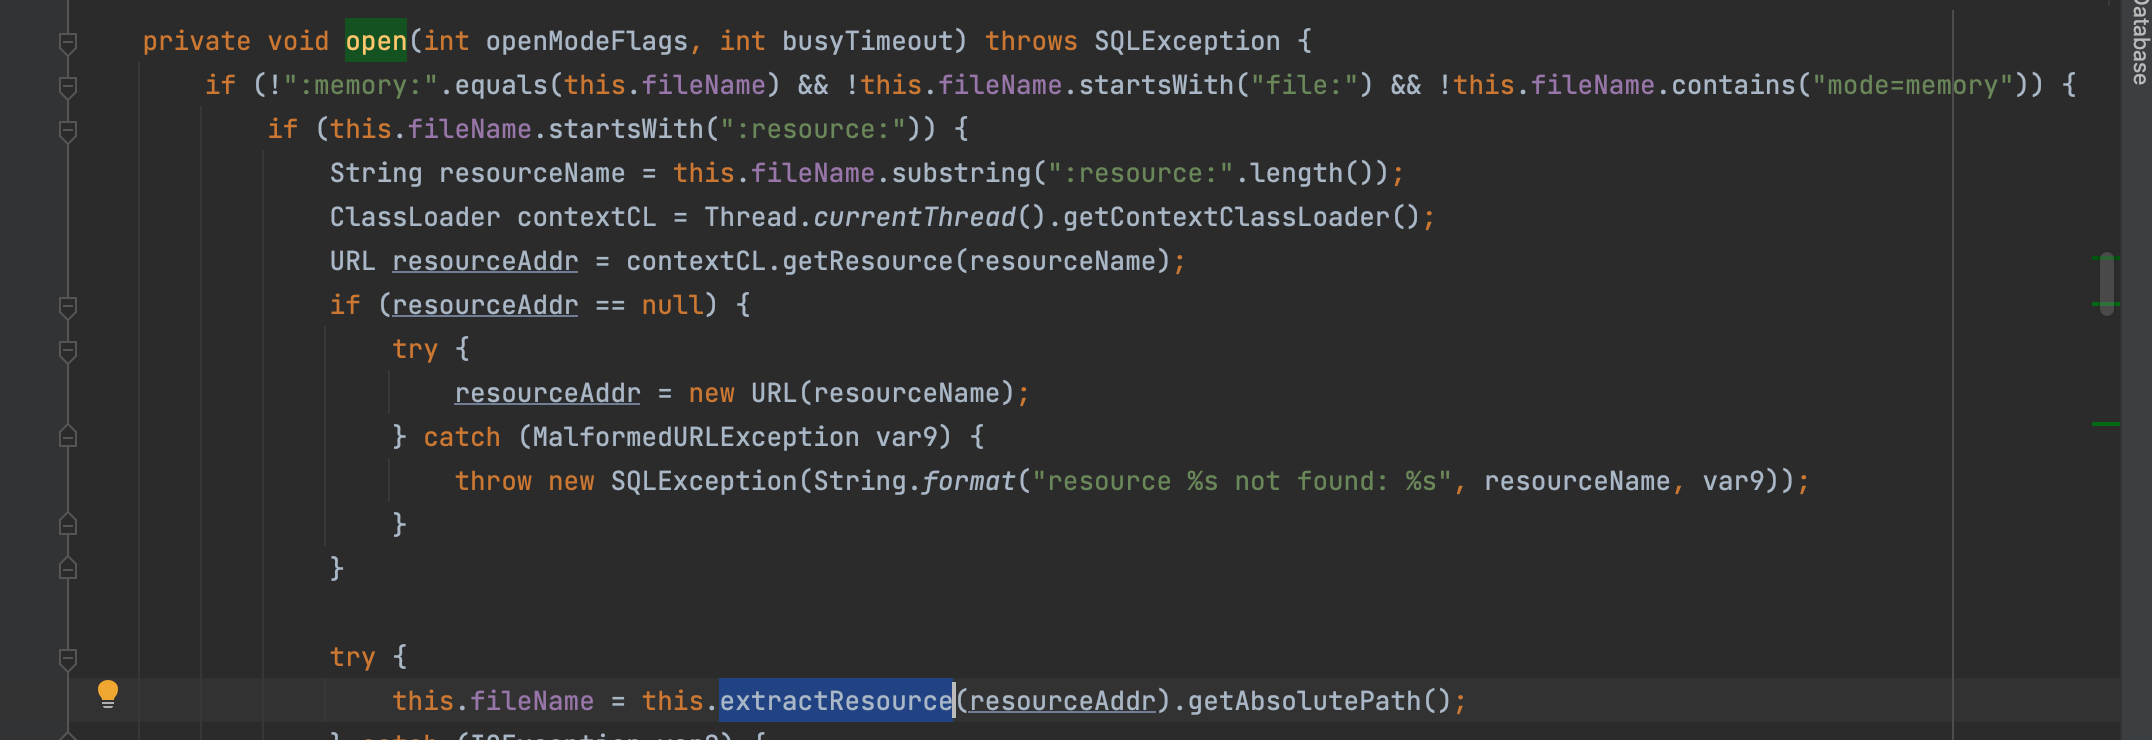 private void open(int openModeFlags, int busyTimeout) throws SQLException {
if (!":memory:".equals(this.fileName) && !this.fileName.startsWith("file:") && !this.fileName.contains("mode=memory")) {
if (this.fileName.startsWith(":resource:")) {
String resourceName = this.fileName.substring(":resource:".length());
ClassLoader contextCL = Thread.currentThread().getContextClassLoader();
URL resourceAddr = contextCL.getResource(resourceName);
if (resourceAddr == null) {
try {
resourceAddr = new URL(resourceName);
} catch (MalformedURLException var9) {
throw new SQLException(String.format("resource %s not found: %s", resourceName, var9));
}
}
try {
this.fileName = this.extractResource(resourceAddr).getAbsolutePath();
Database